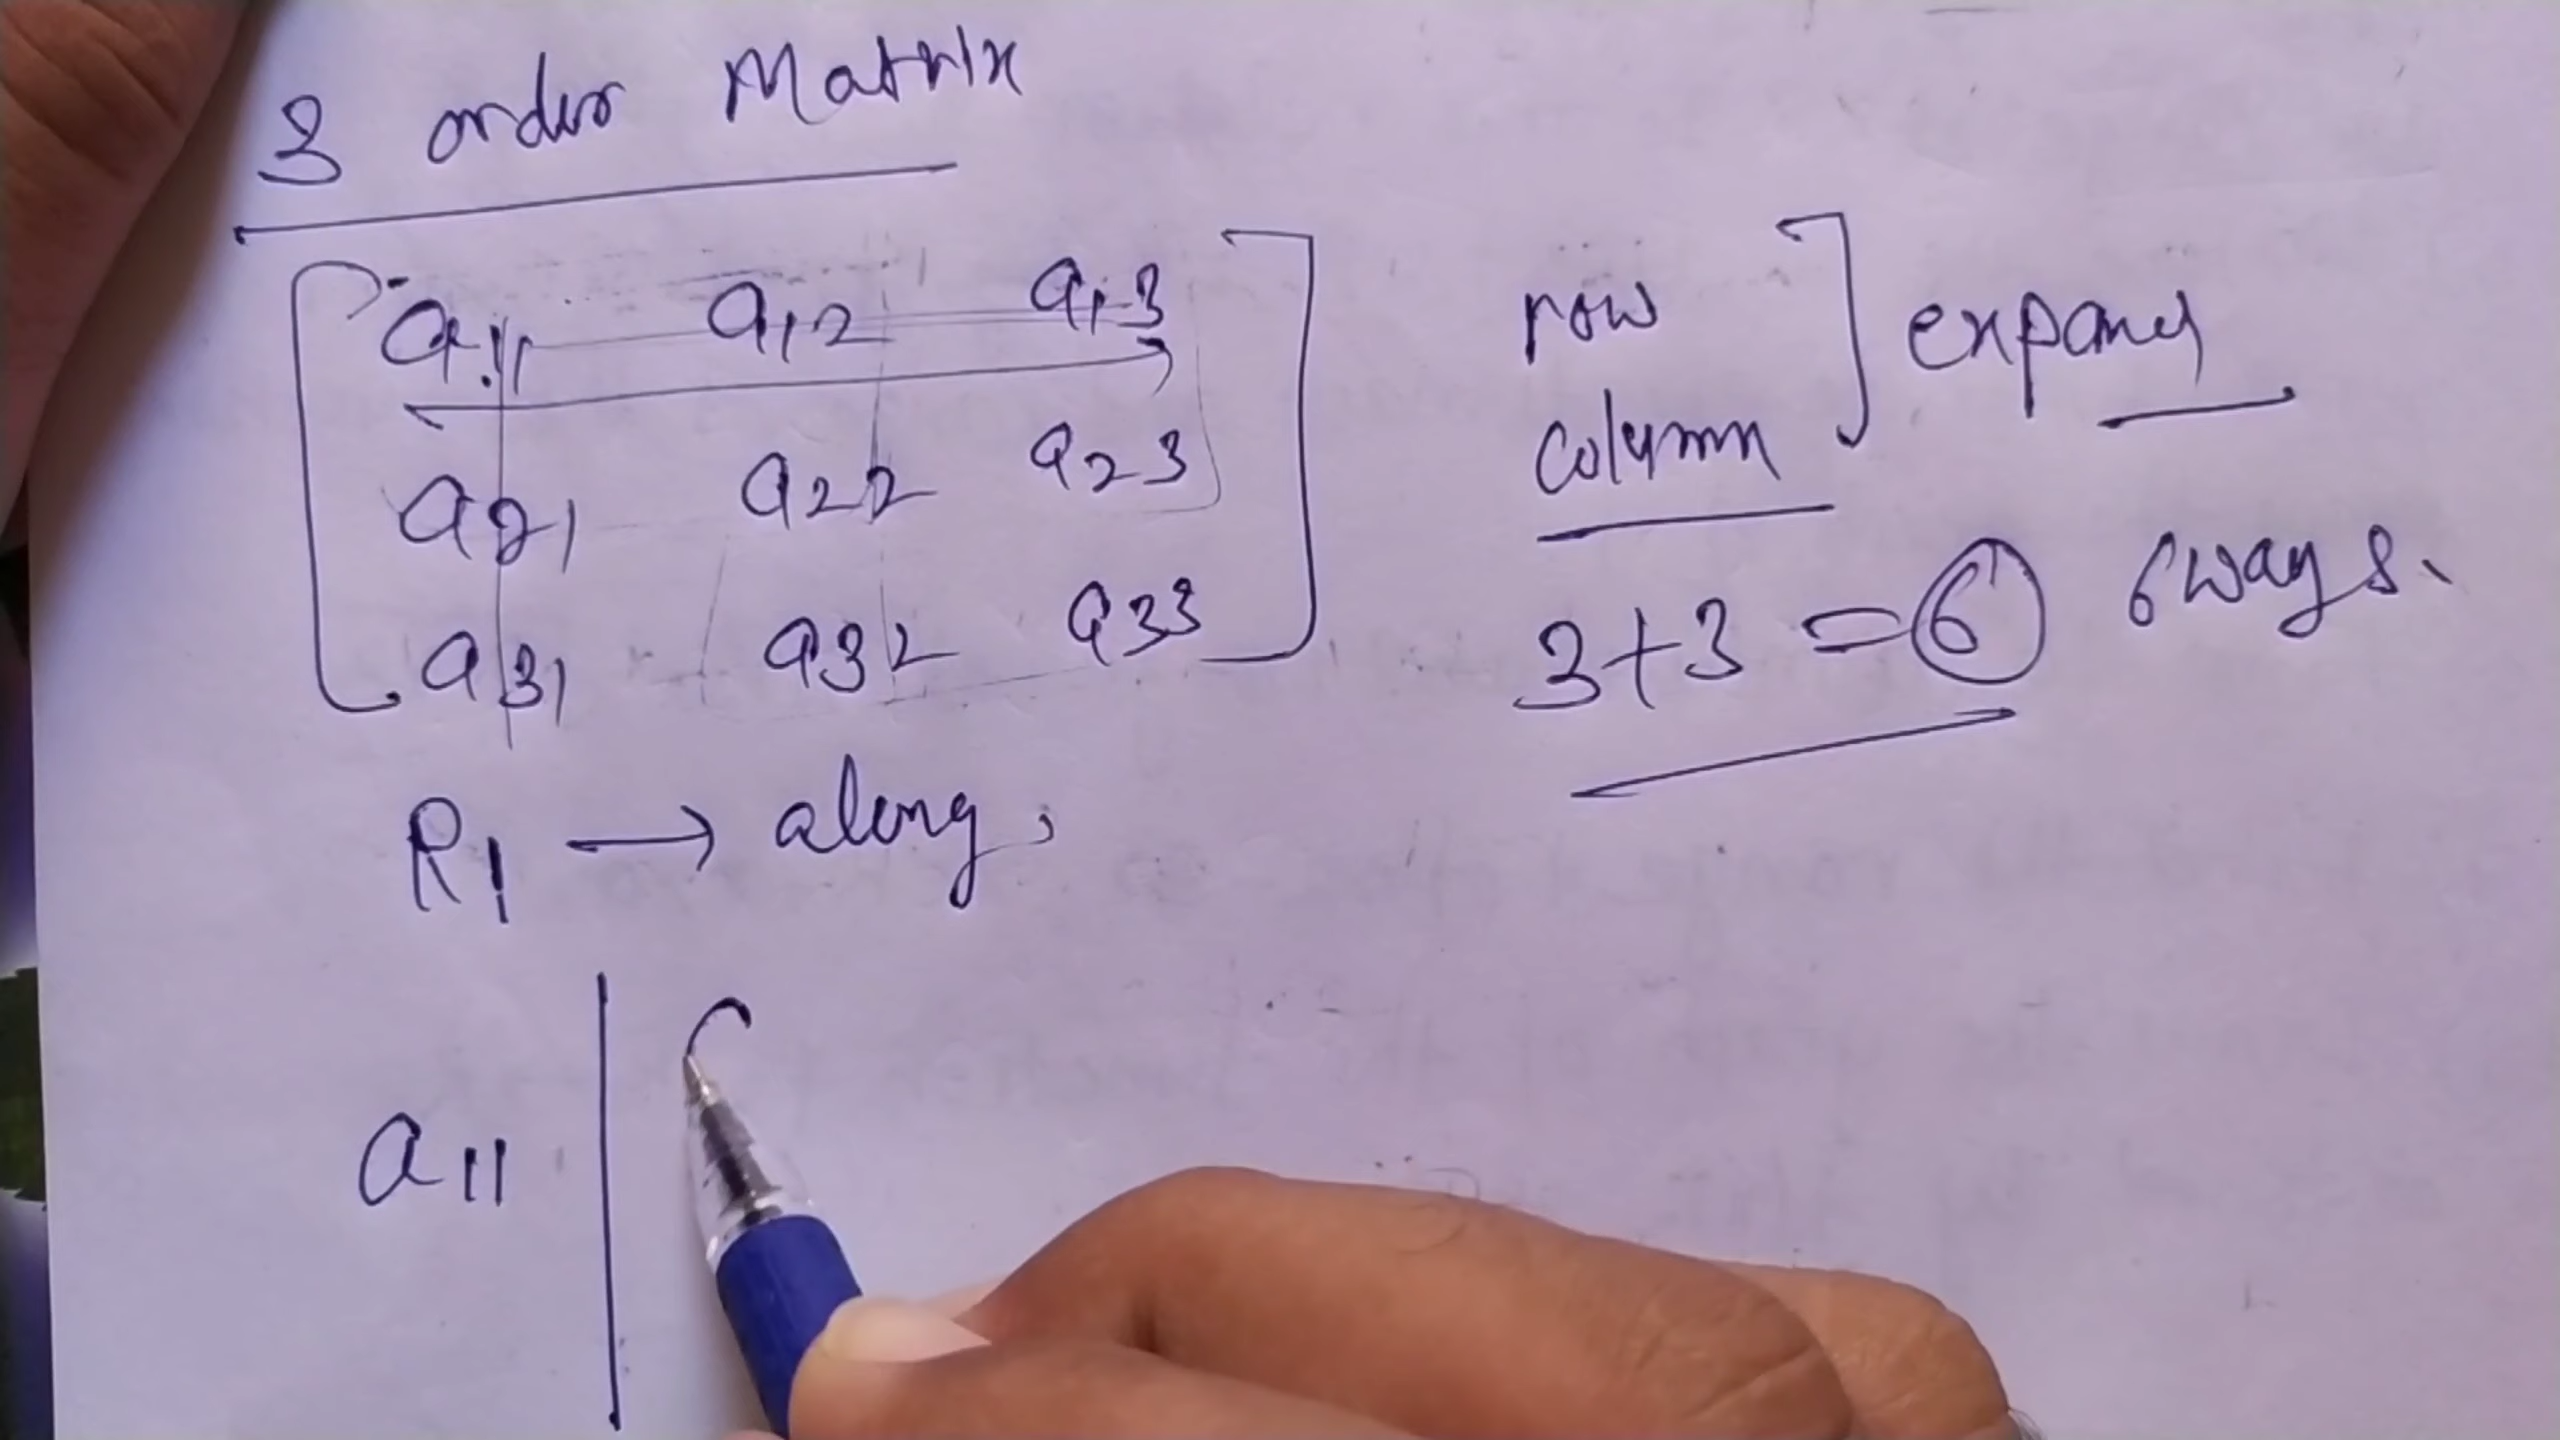 3 order Matrix
a11 a12 a13
a21 a22 a23
a31 a32 a33
row
column
] expand
3+3 = 6 6ways.
R1 → along,
a11 |